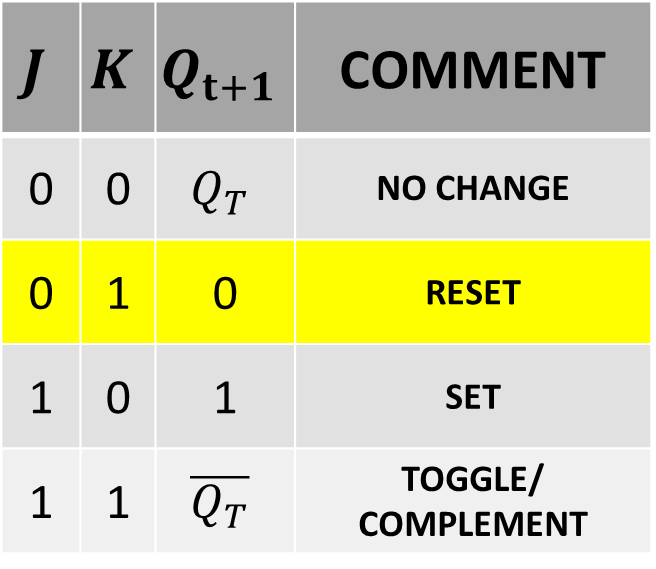 J K Qt+1 COMMENT
0 0 QT NO CHANGE
0 1 0 RESET
1 0 1 SET
1 1 Q̅T̅ TOGGLE/
COMPLEMENT